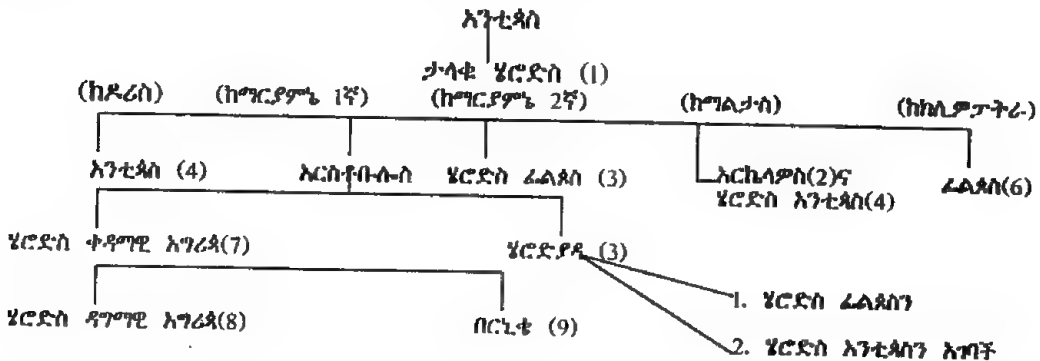 አንቲጳስ
ታላቁ ሄሮድስ (1)
(ከዶሪስ) (ከማርያምኔ 1ኛ) (ከማርያምኔ 2ኛ) (ከማልታስ) (ከክሊዎፓትራ)
አንቲጳስ (4) አርስቶቡሎስ ሄሮድስ ፊልጶስ (3) አርኬላዎስ(2)ና ፊልጶስ(6)
ሄሮድስ አንቲጳስ(4)
ሄሮድስ ቀዳማዊ አግሪጳ(7) ሄሮድያዳ (3)
1. ሄሮድስ ፊልጶስን
ሄሮድስ ዳግማዊ አግሪጳ(8) በርኒቄ (9)
2. ሄሮድስ አንቲጳስን አገባች